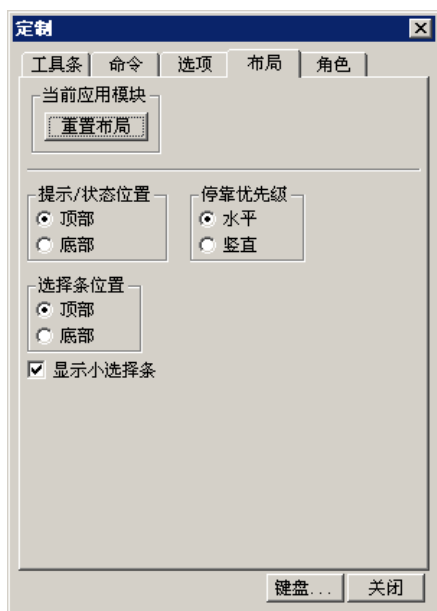 定制
工具条 命令 选项 布局 角色
当前应用模块
重置布局
提示/状态位置 停靠优先级
顶部 水平
底部 竖直
选择条位置
顶部
底部
显示小选择条
键盘... 关闭